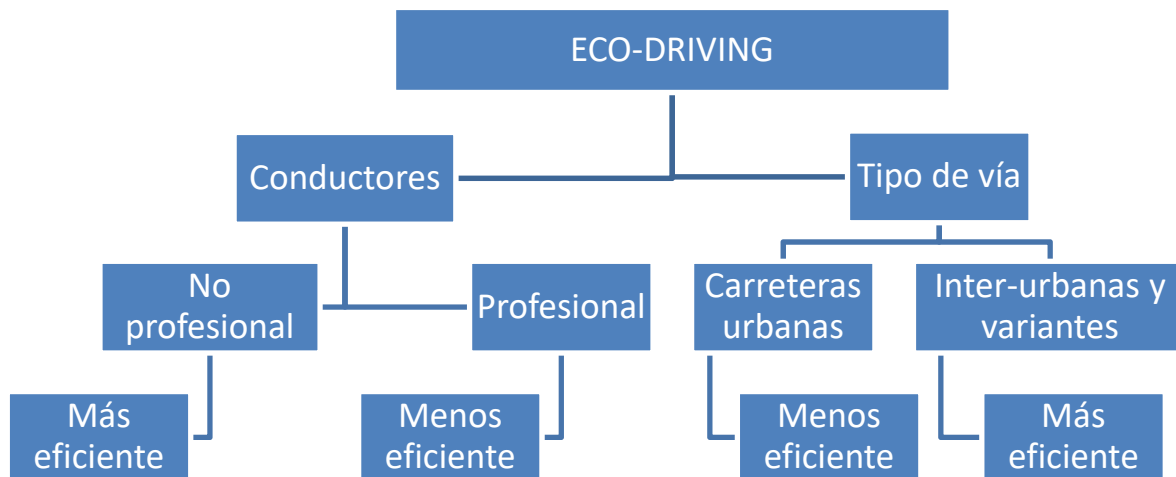 ECO-DRIVING
Conductores
Tipo de vía
No
profesional
Profesional
Carreteras
urbanas
Inter-urbanas y
variantes
Más
eficiente
Menos
eficiente
Menos
eficiente
Más
eficiente